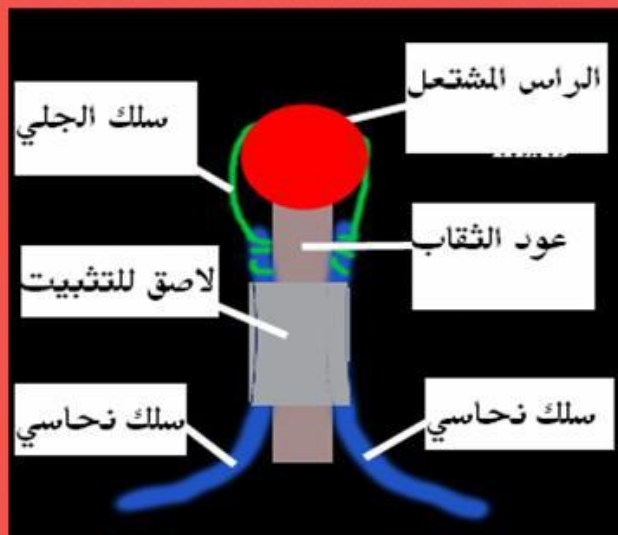 الراس المشتعل
سلك الجلي
عود الثقاب
لاصق للتثبيت
سلك نحاسي
سلك نحاسي